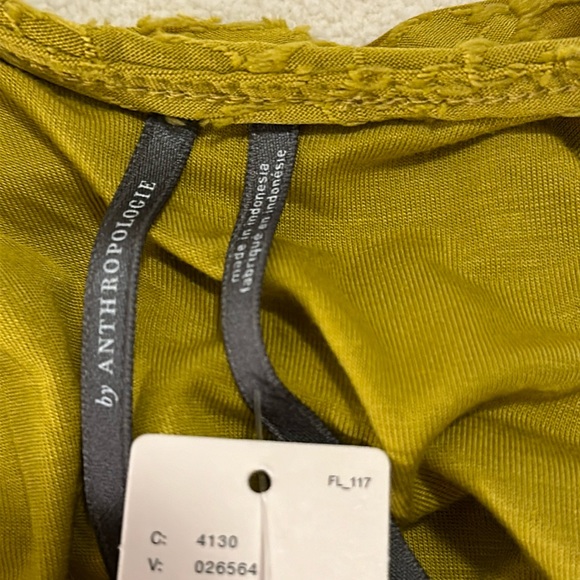 by ANTHROPOLOGIE
made in indonesia
fabriqué en indonésie
FL_117
C: 4130
V: 026564